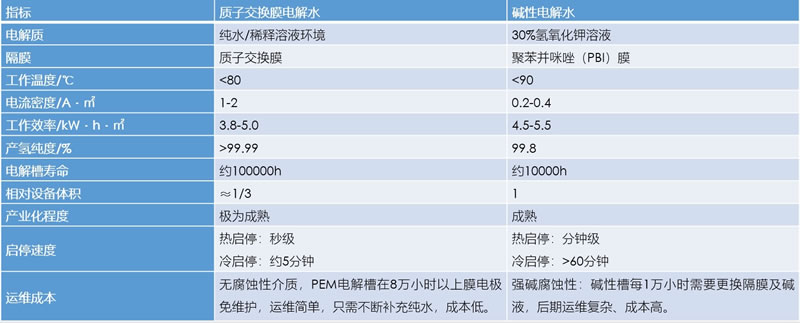 指标 质子交换膜电解水 碱性电解水
电解质 纯水/稀释溶液环境 30%氢氧化钾溶液
隔膜 质子交换膜 聚苯并咪唑（PBI）膜
工作温度/℃ <80 <90
电流密度/A·㎡ 1-2 0.2-0.4
工作效率/kW·h·㎡ 3.8-5.0 4.5-5.5
产氢纯度/% >99.99 99.8
电解槽寿命 约100000h 约10000h
相对设备体积 ≈1/3 1
产业化程度 极为成熟 成熟
启停速度
热启停：秒级
冷启停：约5分钟
热启停：分钟级
冷启停：>60分钟
运维成本
无腐蚀性介质，PEM电解槽在8万小时以上膜电极
免维护，运维简单，只需不断补充纯水，成本低。
强碱腐蚀性：碱性槽每1万小时需要更换隔膜及碱
液，后期运维复杂、成本高。